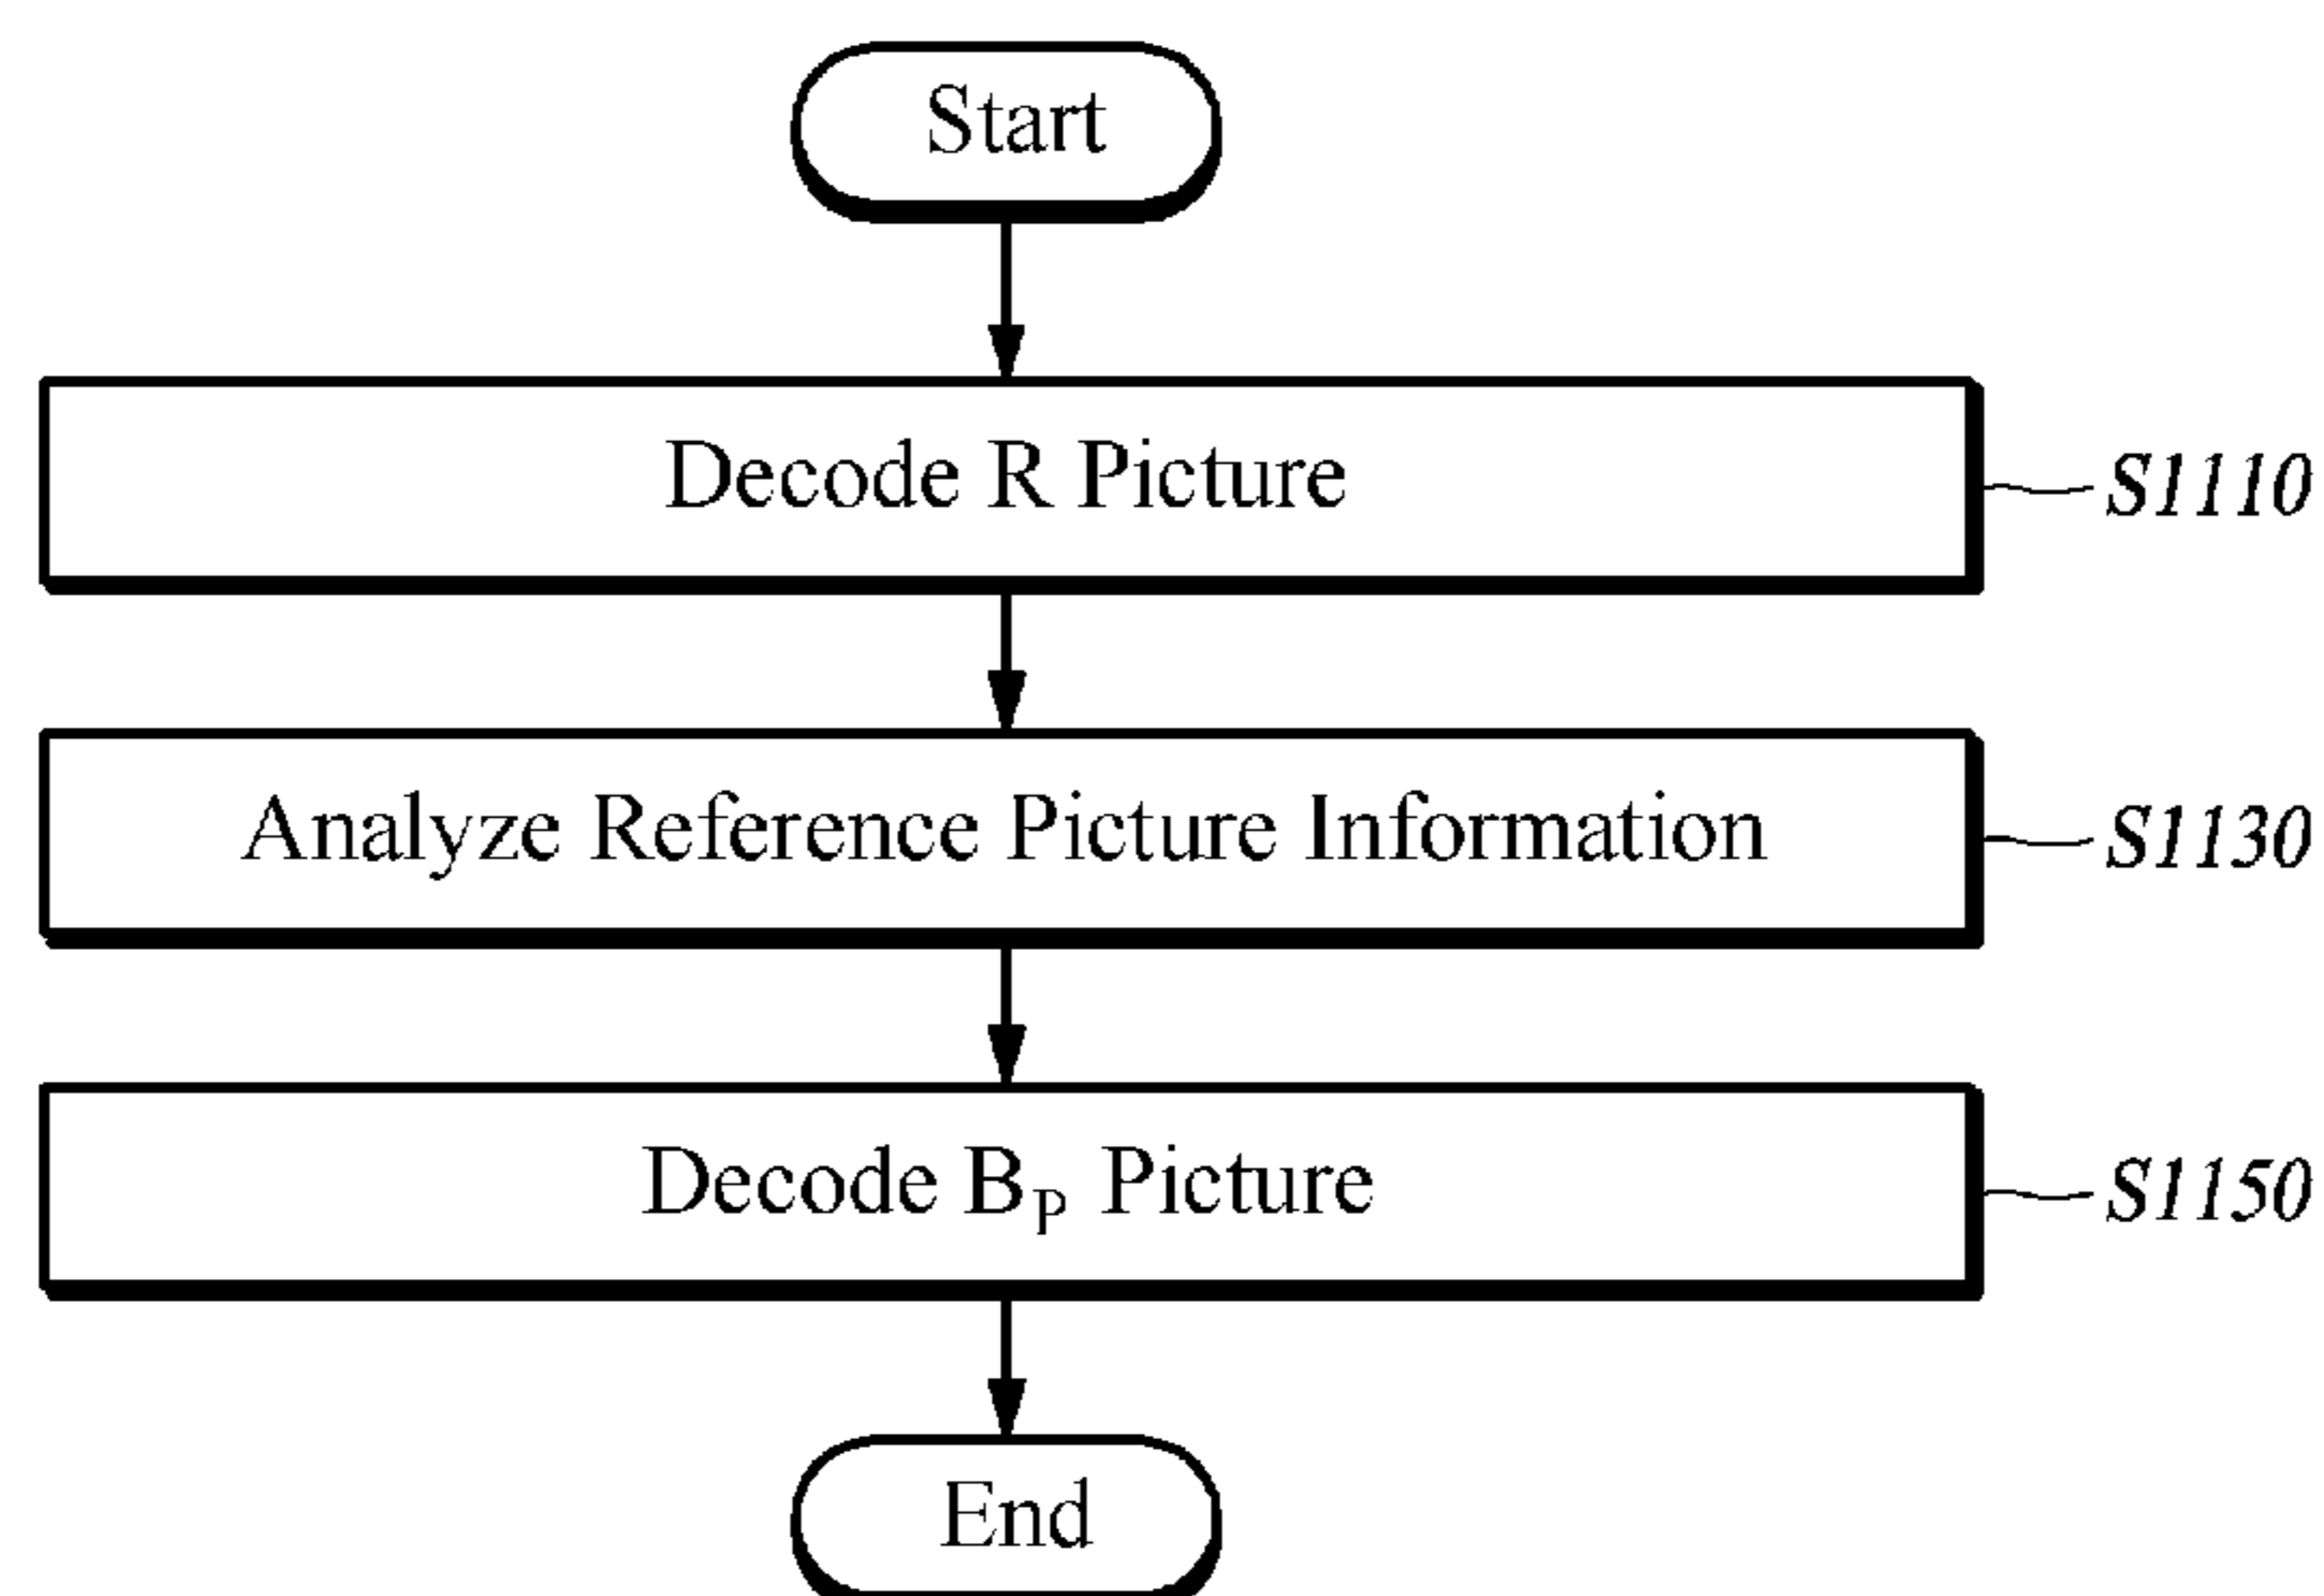 Start
Decode R Picture
S1110
Analyze Reference Picture Information
S1130
Decode BP Picture
S1150
End